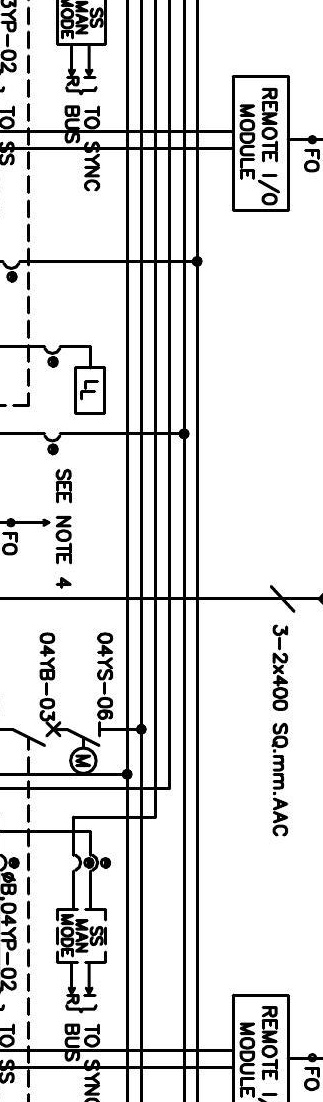 SS
MAN
MODE
I
R } TO SYNC
BUS
3YP-02, TO SS
REMOTE I/O
MODULE
FO
LL
SEE NOTE 4
FO
3-2x400 SQ.mm.AAC
04YS-06
04YB-03
M
SS
MAN
MODE
I
R } TO SYNC
BUS
ØB,04YP-02, TO SS
REMOTE I/
MODULE
FO